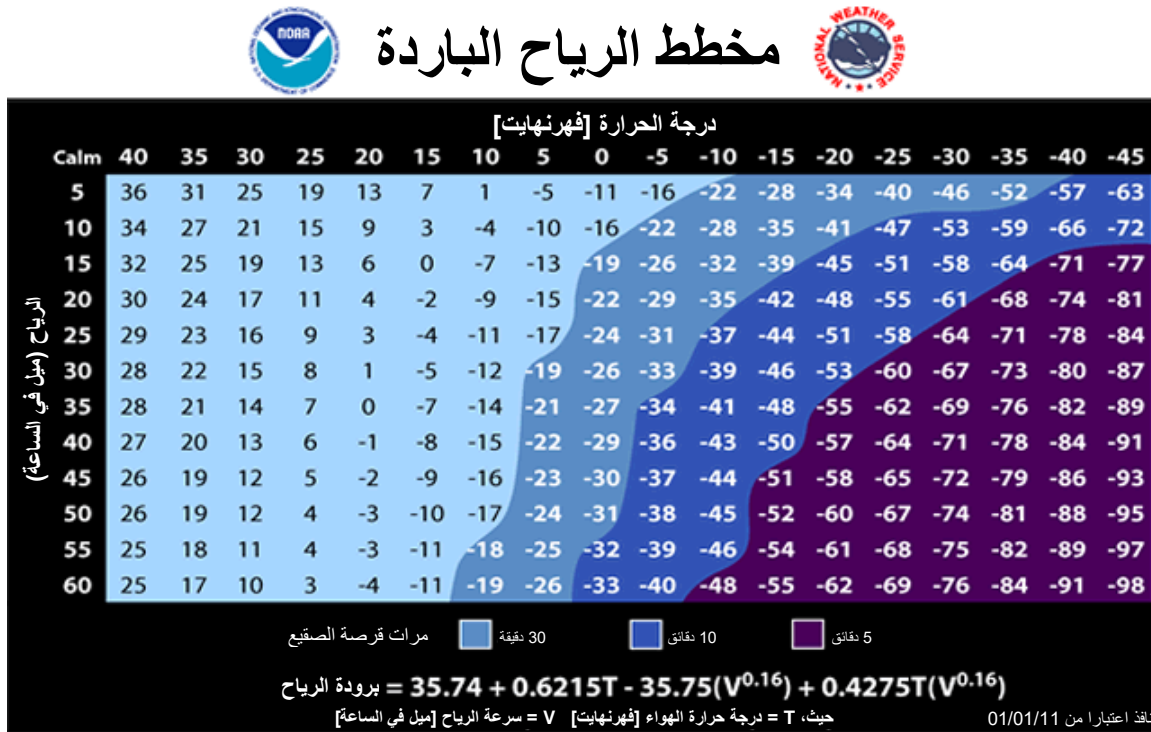 مخطط الرياح الباردة
NOAA
NATIONAL WEATHER SERVICE
درجة الحرارة [فهرنهايت]
Calm 40 35 30 25 20 15 10 5 0 -5 -10 -15 -20 -25 -30 -35 -40 -45
الرياح (ميل في الساعة)
5 36 31 25 19 13 7 1 -5 -11 -16 -22 -28 -34 -40 -46 -52 -57 -63
10 34 27 21 15 9 3 -4 -10 -16 -22 -28 -35 -41 -47 -53 -59 -66 -72
15 32 25 19 13 6 0 -7 -13 -19 -26 -32 -39 -45 -51 -58 -64 -71 -77
20 30 24 17 11 4 -2 -9 -15 -22 -29 -35 -42 -48 -55 -61 -68 -74 -81
25 29 23 16 9 3 -4 -11 -17 -24 -31 -37 -44 -51 -58 -64 -71 -78 -84
30 28 22 15 8 1 -5 -12 -19 -26 -33 -39 -46 -53 -60 -67 -73 -80 -87
35 28 21 14 7 0 -7 -14 -21 -27 -34 -41 -48 -55 -62 -69 -76 -82 -89
40 27 20 13 6 -1 -8 -15 -22 -29 -36 -43 -50 -57 -64 -71 -78 -84 -91
45 26 19 12 5 -2 -9 -16 -23 -30 -37 -44 -51 -58 -65 -72 -79 -86 -93
50 26 19 12 4 -3 -10 -17 -24 -31 -38 -45 -52 -60 -67 -74 -81 -88 -95
55 25 18 11 4 -3 -11 -18 -25 -32 -39 -46 -54 -61 -68 -75 -82 -89 -97
60 25 17 10 3 -4 -11 -19 -26 -33 -40 -48 -55 -62 -69 -76 -84 -91 -98
مرات قرصة الصقيع 30 دقيقة 10 دقائق 5 دقائق
برودة الرياح = 35.74 + 0.6215T - 35.75(V^0.16) + 0.4275T(V^0.16)
حيث، T = درجة حرارة الهواء [فهرنهايت] V = سرعة الرياح [ميل في الساعة]
نافذ اعتبارا من 01/01/11